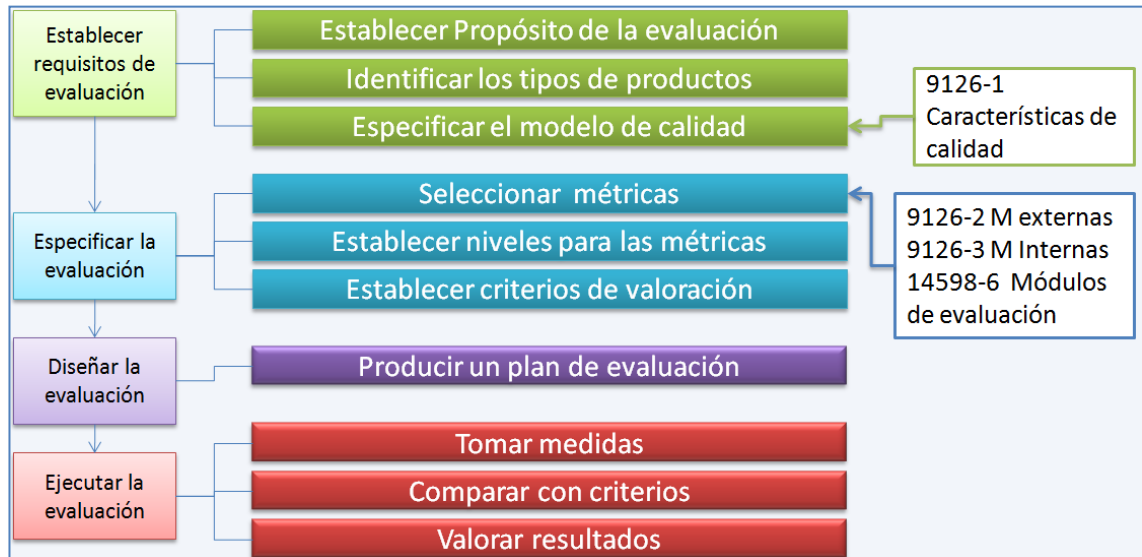 Establecer
requisitos de
evaluación
Establecer Propósito de la evaluación
Identificar los tipos de productos
Especificar el modelo de calidad
9126-1
Características de
calidad
Especificar la
evaluación
Seleccionar métricas
Establecer niveles para las métricas
Establecer criterios de valoración
9126-2 M externas
9126-3 M Internas
14598-6 Módulos
de evaluación
Diseñar la
evaluación
Producir un plan de evaluación
Ejecutar la
evaluación
Tomar medidas
Comparar con criterios
Valorar resultados